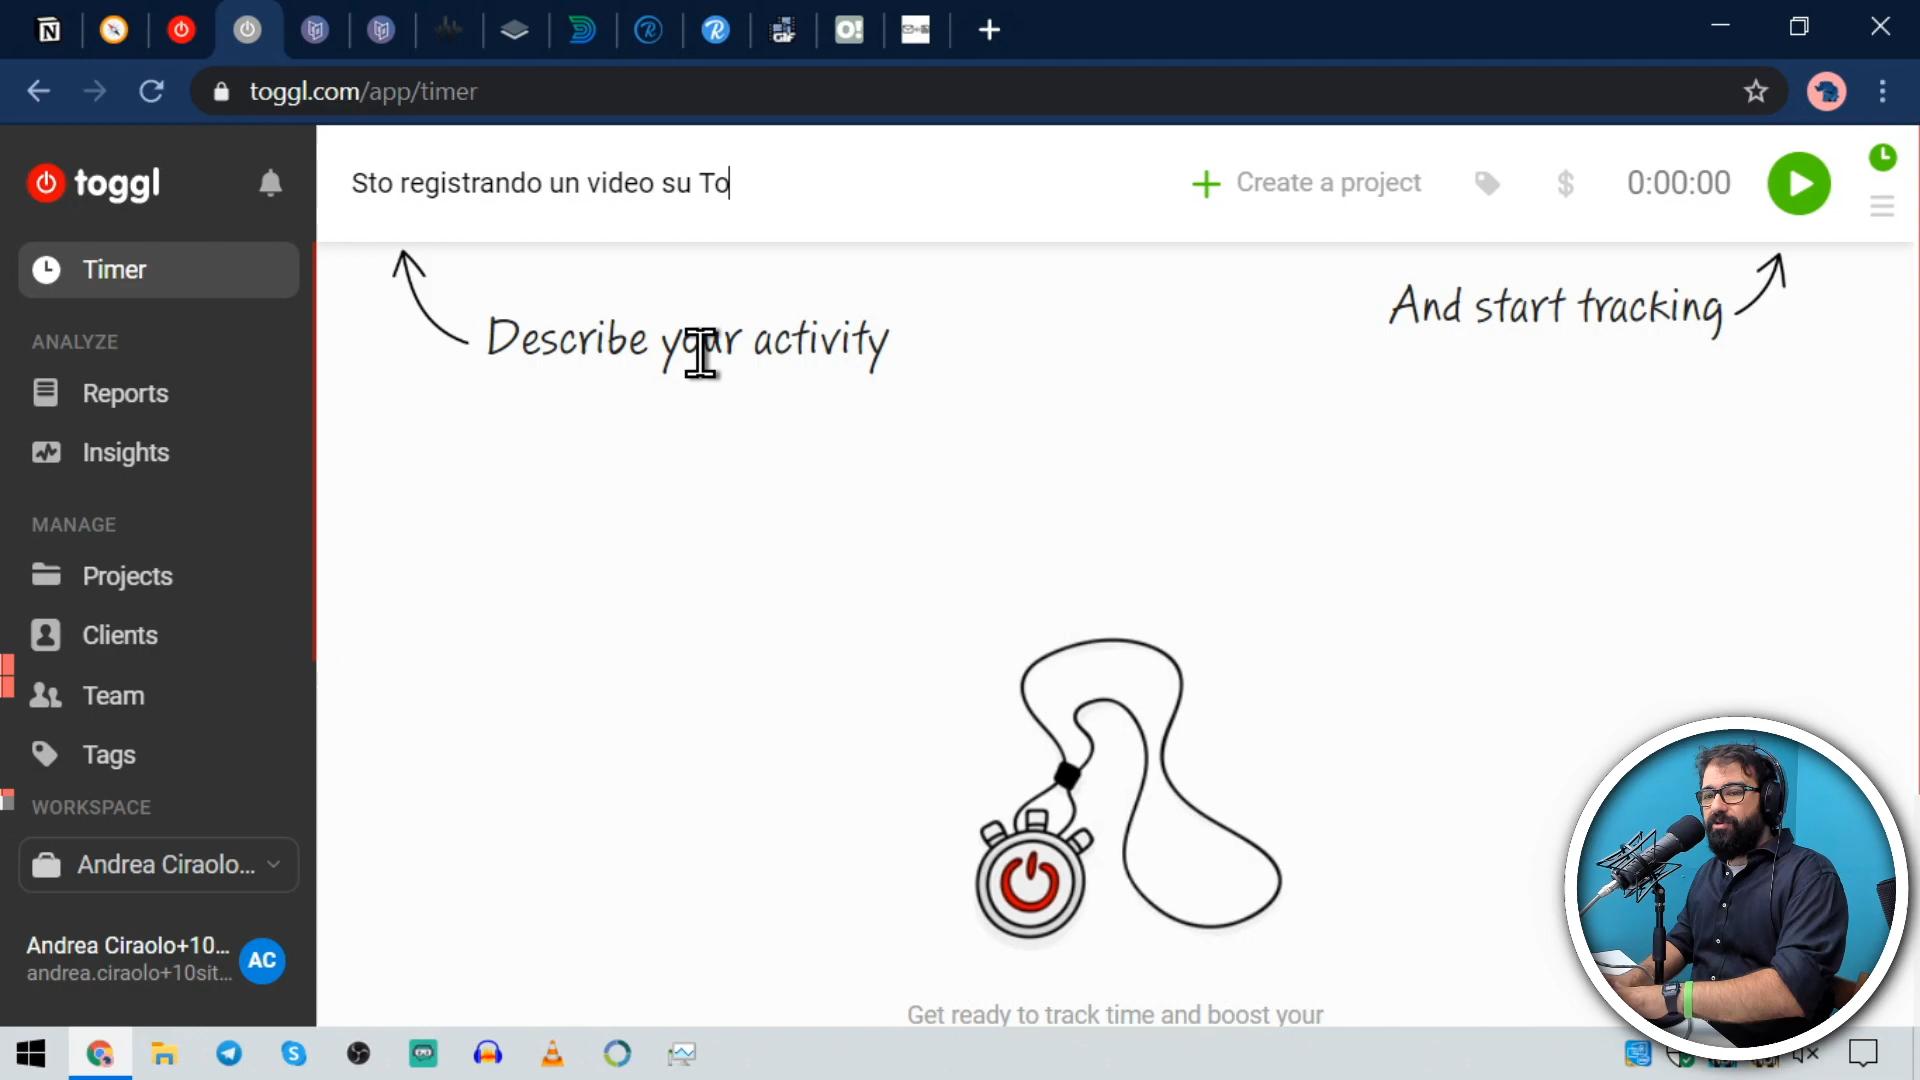 toggl.com/app/timer
toggl
Sto registrando un video su To
Create a project
$
0:00:00
Timer
Describe your activity
And start tracking
ANALYZE
Reports
Insights
MANAGE
Projects
Clients
Team
Tags
WORKSPACE
Andrea Ciraolo...
Andrea Ciraolo+10...
andrea.ciraolo+10sit...
AC
Get ready to track time and boost your